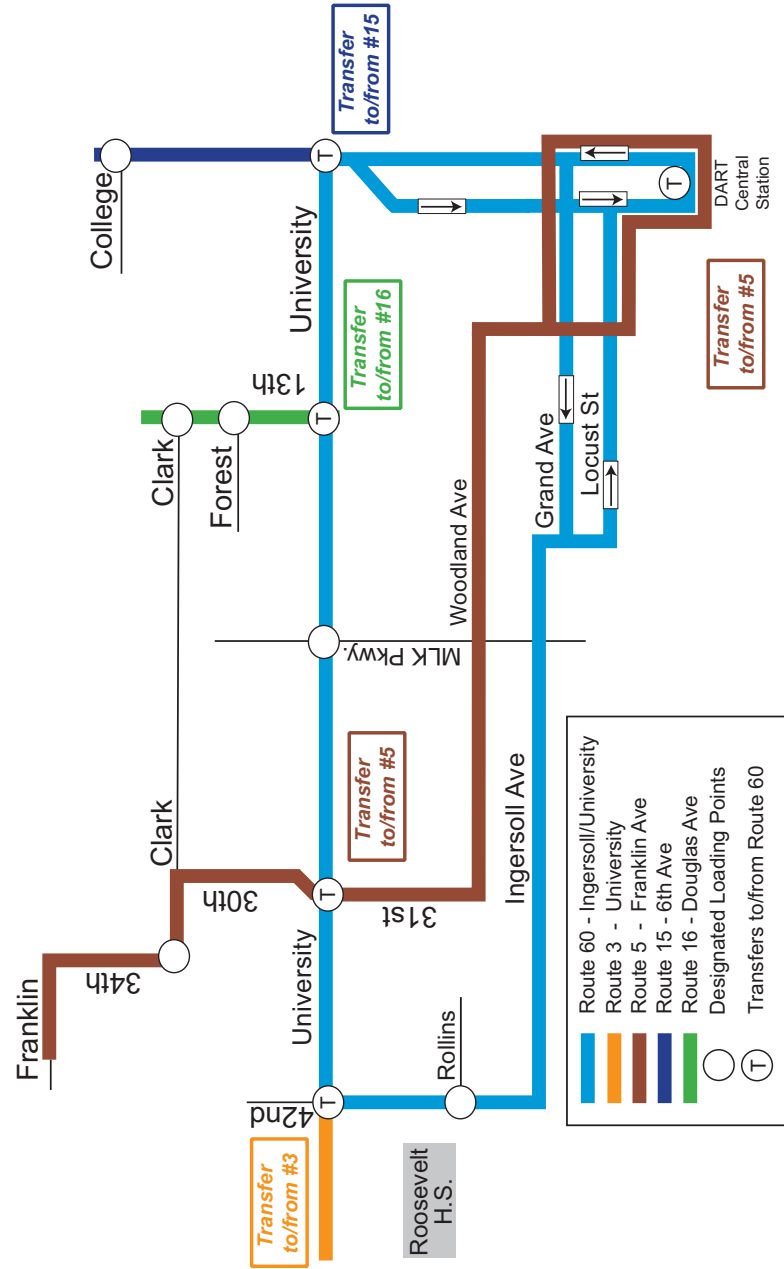 Franklin
34th
Clark
30th
Clark
Forest
13th
College
Transfer
to/from #3
42nd
University
Transfer
to/from #5
MLK Pkwy.
Transfer
to/from #16
University
Transfer
to/from #15
T
T
T
T
Roosevelt
H.S.
Rollins
31st
Ingersoll Ave
Woodland Ave
Grand Ave
Locust St
Transfer
to/from #5
T
DART
Central
Station
Route 60 - Ingersoll/University
Route 3 - University
Route 5 - Franklin Ave
Route 15 - 6th Ave
Route 16 - Douglas Ave
Designated Loading Points
T Transfers to/from Route 60